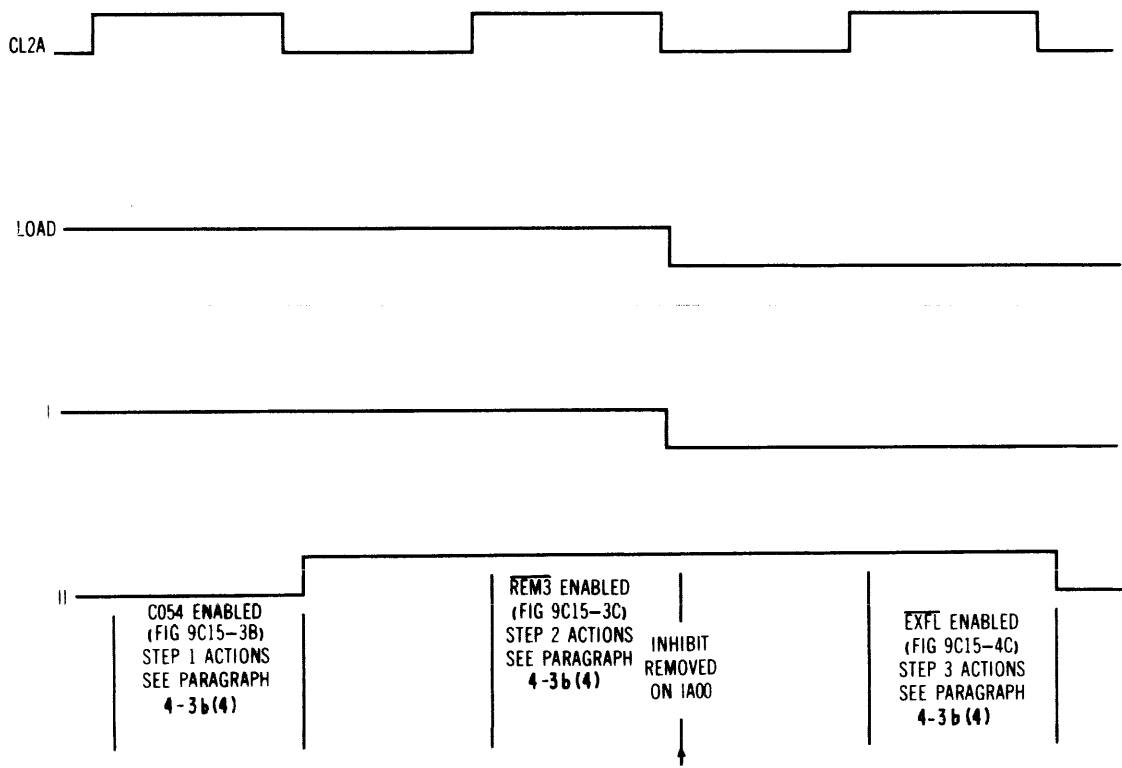 CL2A
LOAD
I
II
CO54 ENABLED
(FIG 9C15-3B)
STEP 1 ACTIONS
SEE PARAGRAPH
4-3b(4)
REM3 ENABLED
(FIG 9C15-3C)
STEP 2 ACTIONS
SEE PARAGRAPH
4-3b(4)
INHIBIT
REMOVED
ON IA00
EXFL ENABLED
(FIG 9C15-4C)
STEP 3 ACTIONS
SEE PARAGRAPH
4-3b(4)